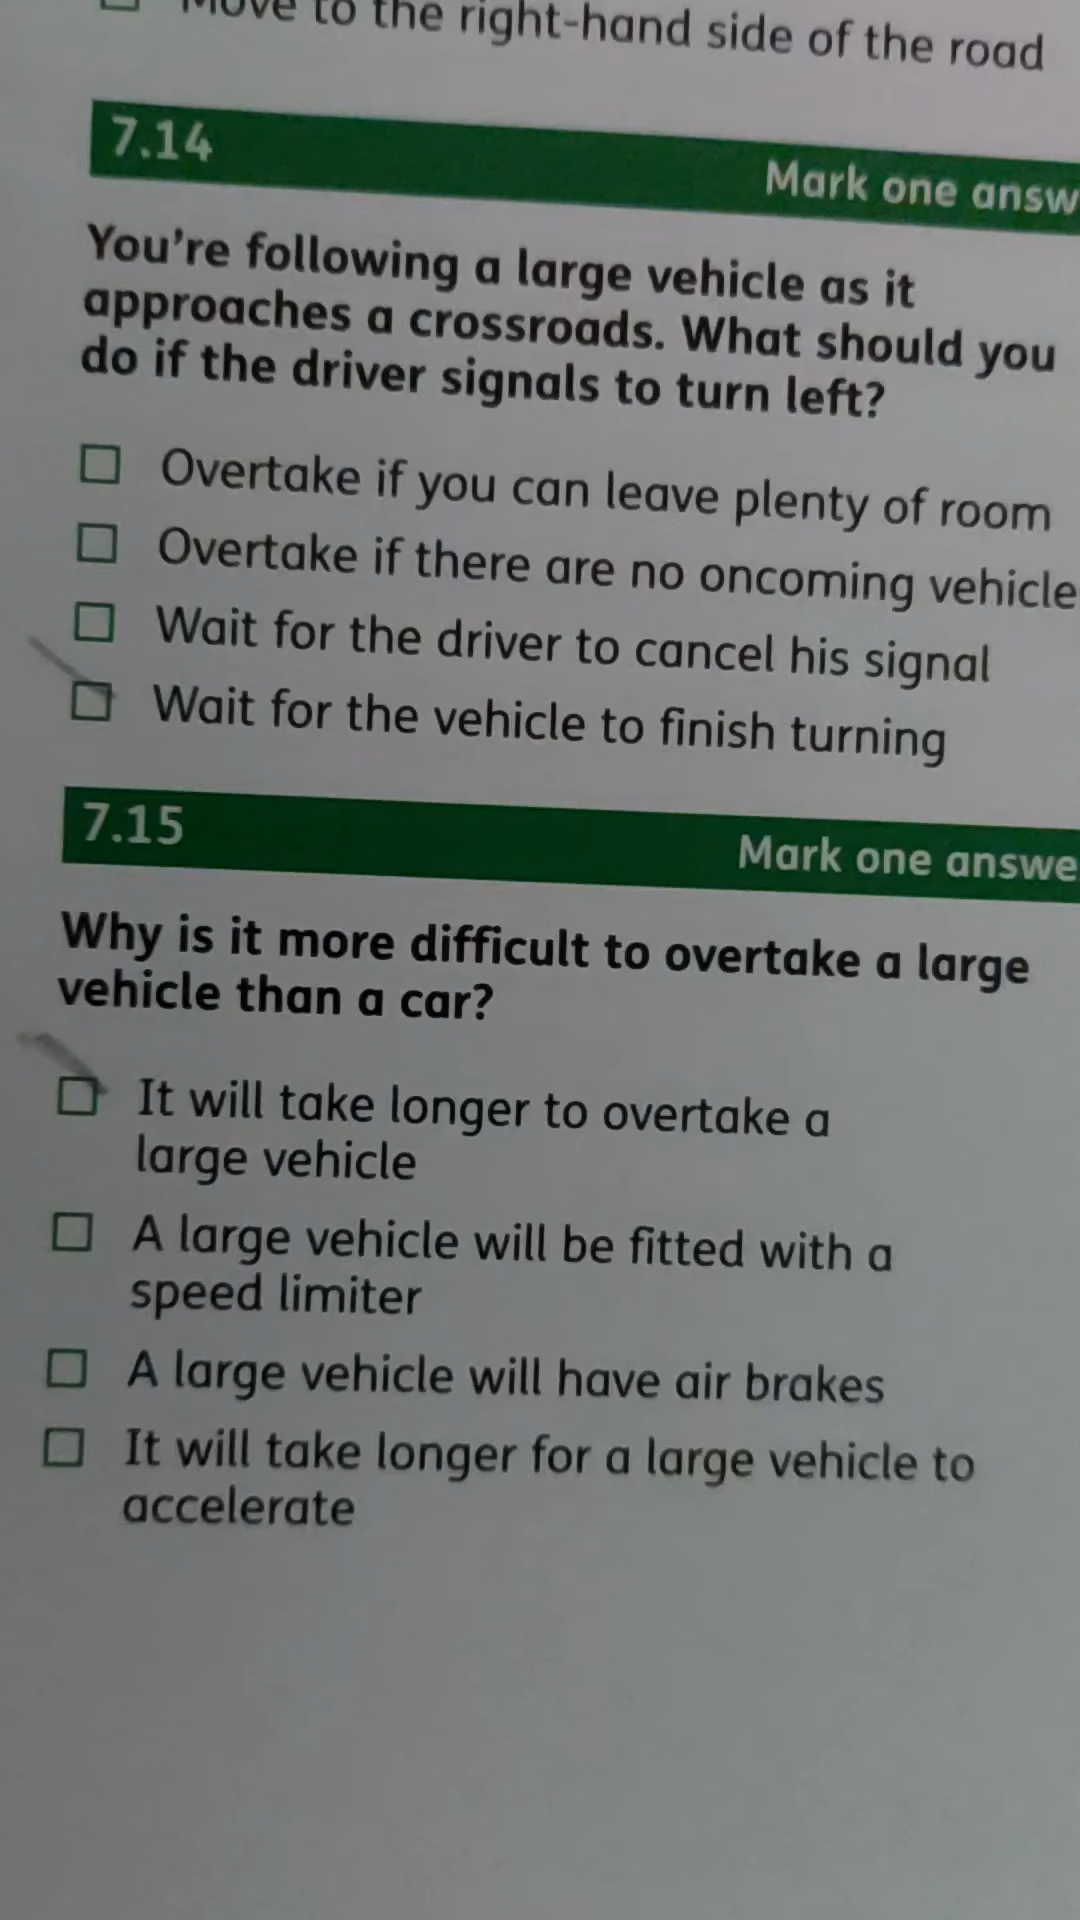 Move to the right-hand side of the road
7.14
Mark one answ
You're following a large vehicle as it
approaches a crossroads. What should you
do if the driver signals to turn left?
Overtake if you can leave plenty of room
Overtake if there are no oncoming vehicle
Wait for the driver to cancel his signal
Wait for the vehicle to finish turning
7.15
Mark one answe
Why is it more difficult to overtake a large
vehicle than a car?
It will take longer to overtake a
large vehicle
A large vehicle will be fitted with a
speed limiter
A large vehicle will have air brakes
It will take longer for a large vehicle to
accelerate